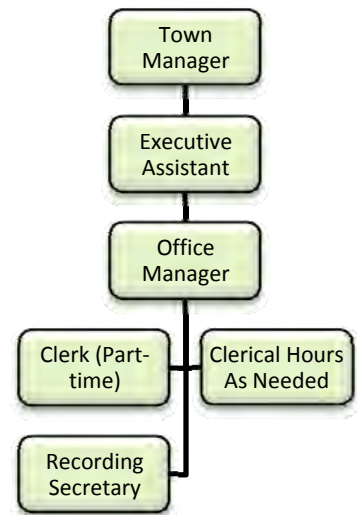 Town
Manager
Executive
Assistant
Office
Manager
Clerk (Part-
time)
Clerical Hours
As Needed
Recording
Secretary